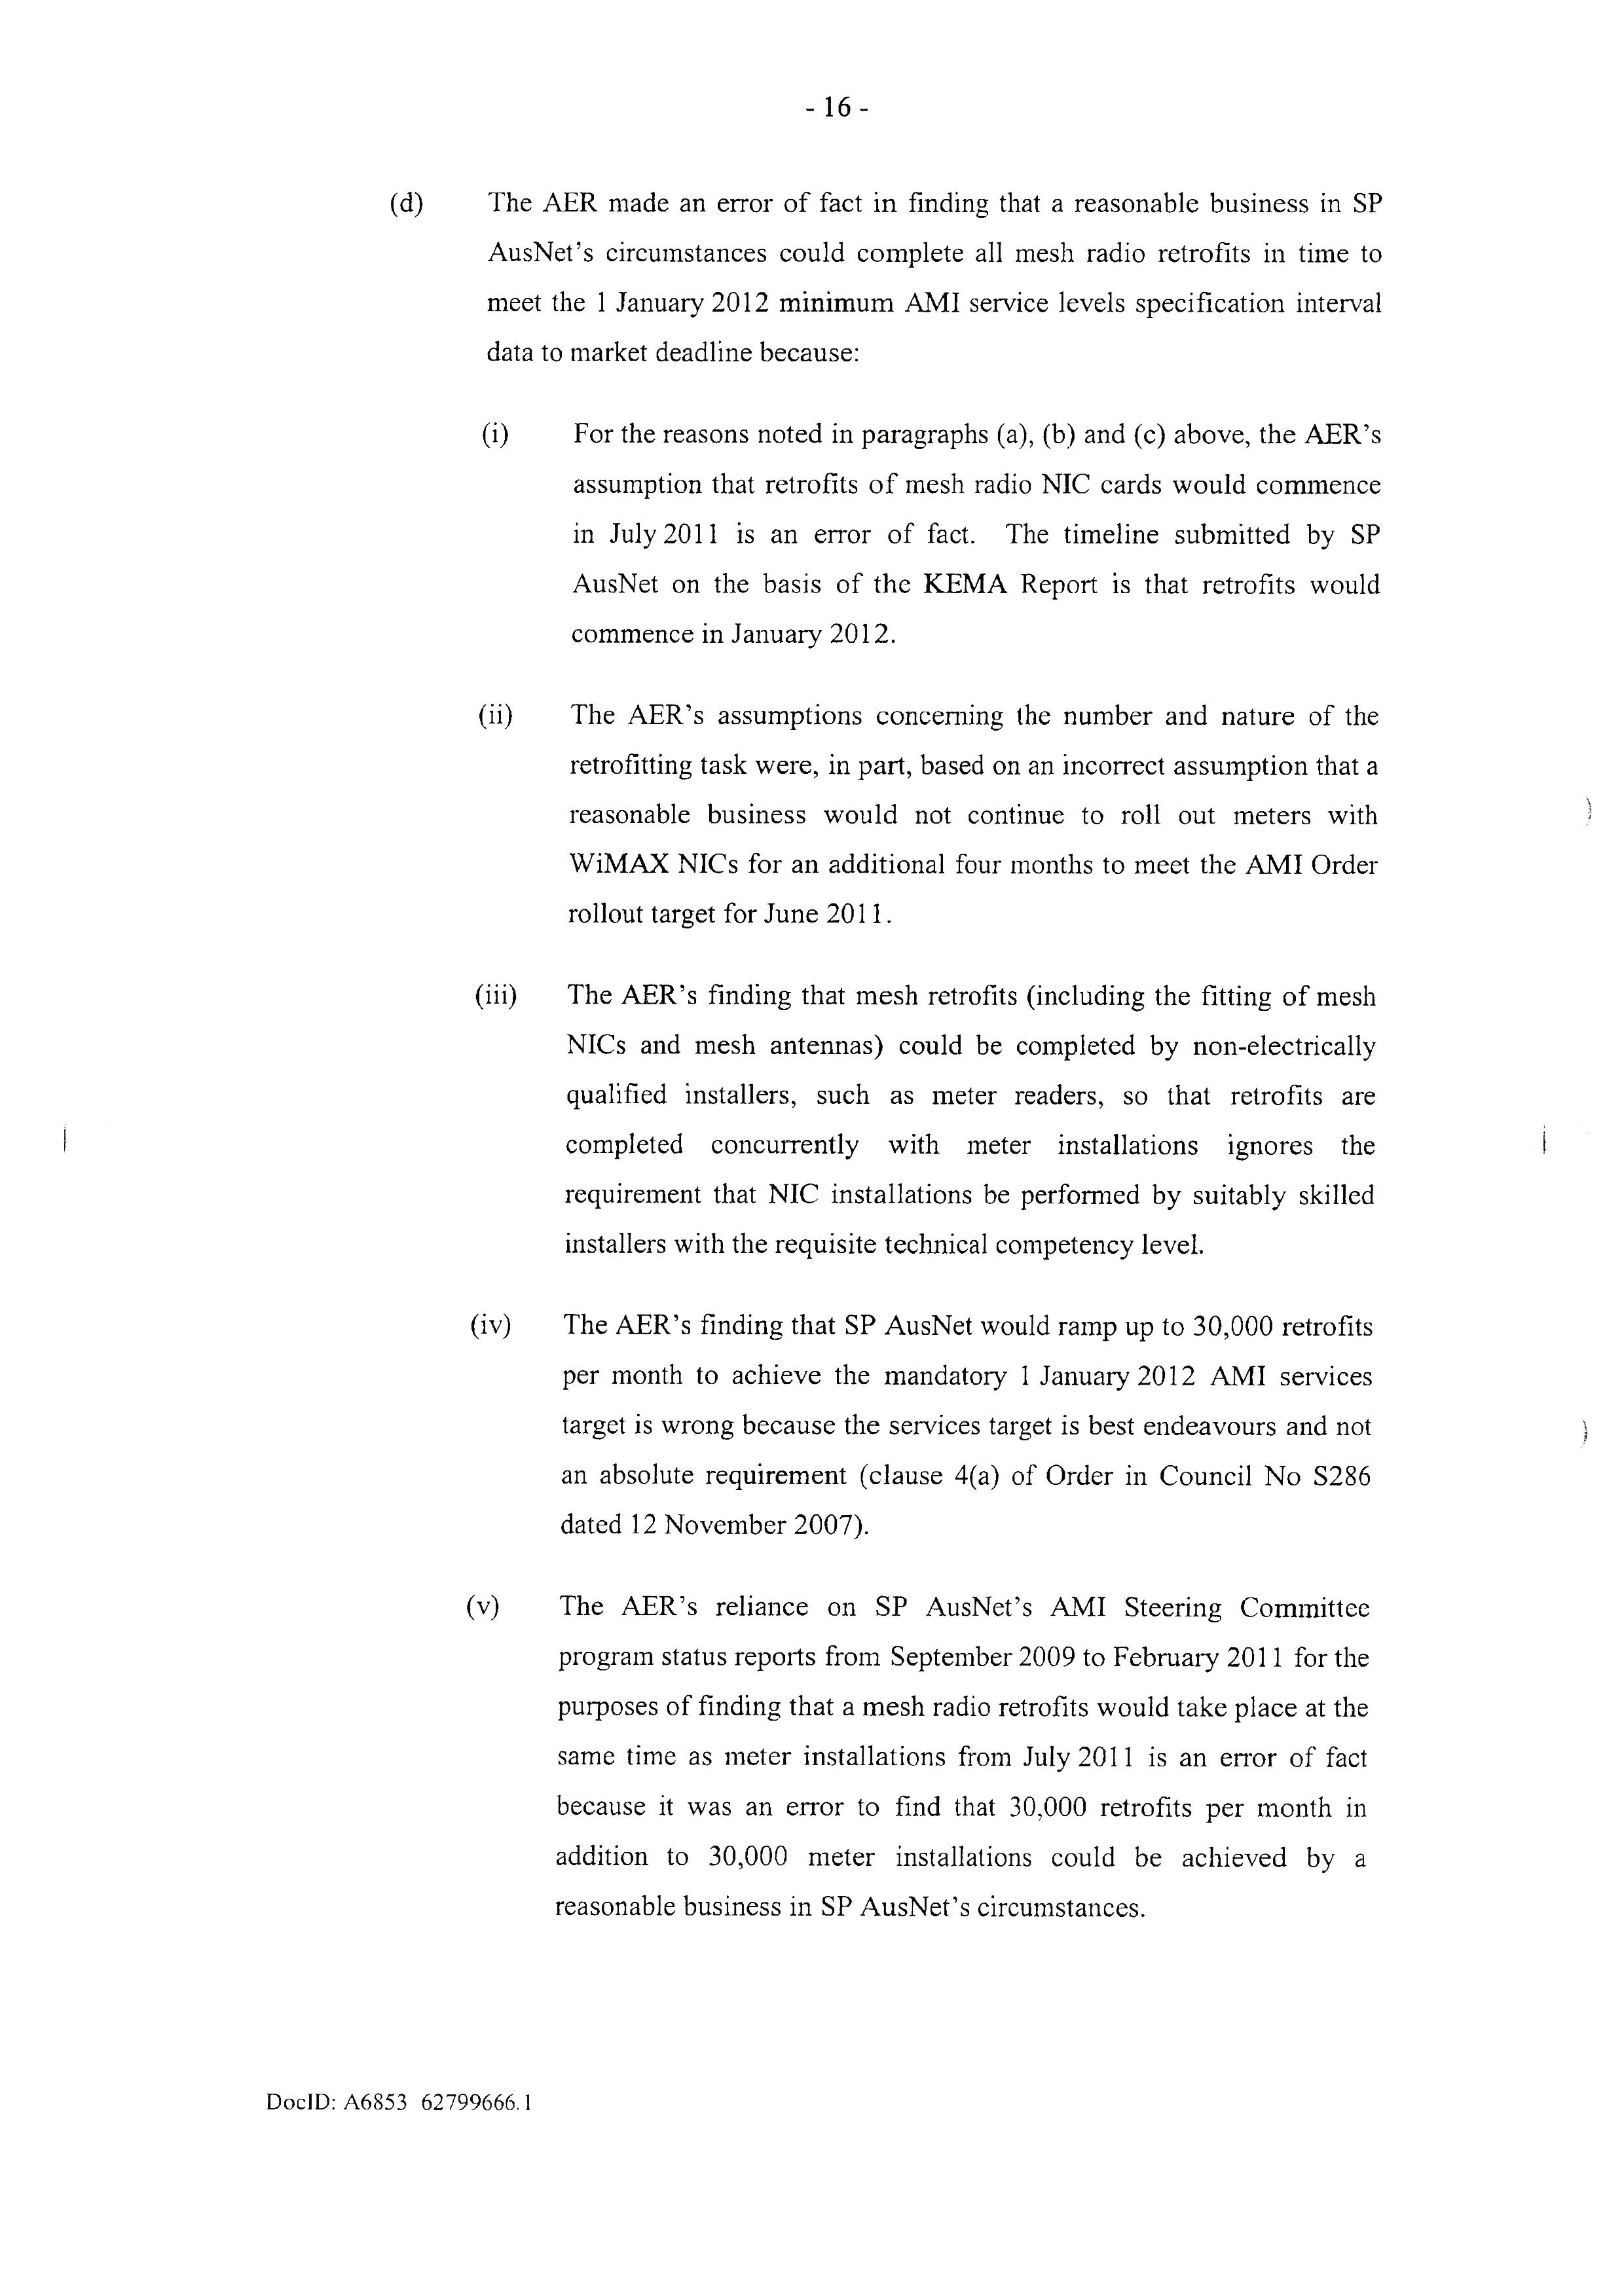 - 16 -
(d) The AER made an error of fact in finding that a reasonable business in SP
AusNet's circumstances could complete all mesh radio retrofits in time to
meet the 1 January 2012 minimum AMI service levels specification interval
data to market deadline because:
(i) For the reasons noted in paragraphs (a), (b) and (c) above, the AER's
assumption that retrofits of mesh radio NIC cards would commence
in July 2011 is an error of fact. The timeline submitted by SP
AusNet on the basis of the KEMA Report is that retrofits would
commence in January 2012.
(ii) The AER's assumptions concerning the number and nature of the
retrofitting task were, in part, based on an incorrect assumption that a
reasonable business would not continue to roll out meters with
WiMAX NICs for an additional four months to meet the AMI Order
rollout target for June 2011.
(iii) The AER's finding that mesh retrofits (including the fitting of mesh
NICs and mesh antennas) could be completed by non-electrically
qualified installers, such as meter readers, so that retrofits are
completed concurrently with meter installations ignores the
requirement that NIC installations be performed by suitably skilled
installers with the requisite technical competency level.
(iv) The AER's finding that SP AusNet would ramp up to 30,000 retrofits
per month to achieve the mandatory 1 January 2012 AMI services
target is wrong because the services target is best endeavours and not
an absolute requirement (clause 4(a) of Order in Council No S286
dated 12 November 2007).
(v) The AER's reliance on SP AusNet's AMI Steering Committee
program status reports from September 2009 to February 2011 for the
purposes of finding that a mesh radio retrofits would take place at the
same time as meter installations from July 2011 is an error of fact
because it was an error to find that 30,000 retrofits per month in
addition to 30,000 meter installations could be achieved by a
reasonable business in SP AusNet's circumstances.
DocID: A6853 62799666.1